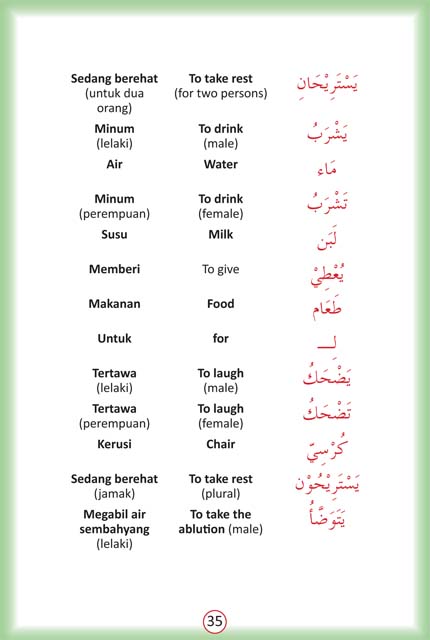 Sedang berehat To take rest يَسْتَرِيْحَانِ
(untuk dua (for two persons)
orang)
Minum To drink يَشْرَبُ
(lelaki) (male)
Air Water مَاء
Minum To drink تَشْرَبُ
(perempuan) (female)
Susu Milk لَبَن
Memberi To give يُعْطِيْ
Makanan Food طَعَام
Untuk for لِـــ
Tertawa To laugh يَضْحَكُ
(lelaki) (male)
Tertawa To laugh تَضْحَكُ
(perempuan) (female)
Kerusi Chair كُرْسِيّ
Sedang berehat To take rest يَسْتَرِيْحُوْن
(jamak) (plural)
Megabil air To take the يَتَوَضَّأُ
sembahyang ablution (male)
(lelaki)
35